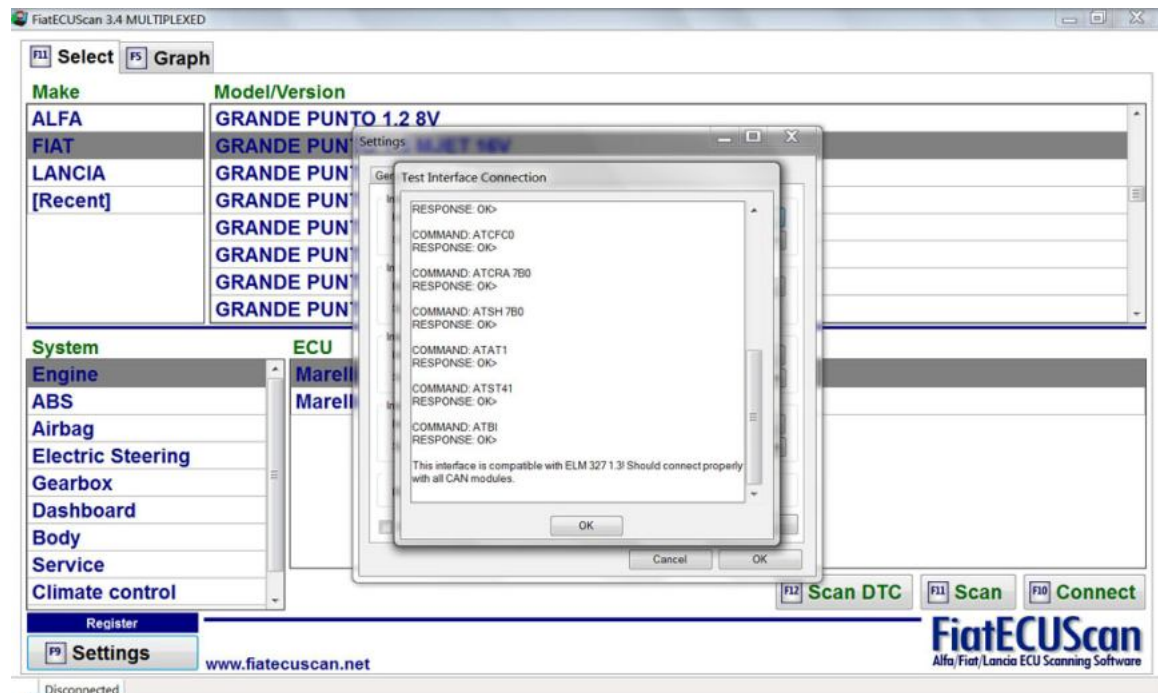 FiatECUScan 3.4 MULTIPLEXED
F11 Select F5 Graph
Make Model/Version
ALFA
FIAT
LANCIA
[Recent]
GRANDE PUNTO 1.2 8V
GRANDE PUN MJET 16V
GRANDE PUN
GRANDE PUN
GRANDE PUN
GRANDE PUN
GRANDE PUN
GRANDE PUN
Settings
Test Interface Connection
RESPONSE: OK>
COMMAND: ATCFC0
RESPONSE: OK>
COMMAND: ATCRA 7B0
RESPONSE: OK>
COMMAND: ATSH 7B0
RESPONSE: OK>
COMMAND: ATAT1
RESPONSE: OK>
COMMAND: ATST41
RESPONSE: OK>
COMMAND: ATBI
RESPONSE: OK>
This interface is compatible with ELM 327 1.3! Should connect properly
with all CAN modules.
OK
Cancel OK
System ECU
Engine
ABS
Airbag
Electric Steering
Gearbox
Dashboard
Body
Service
Climate control
Marelli
Marelli
F12 Scan DTC F11 Scan F10 Connect
Register
F9 Settings
www.fiatecuscan.net
FiatECUScan
Alfa/Fiat/Lancia ECU Scanning Software
Disconnected